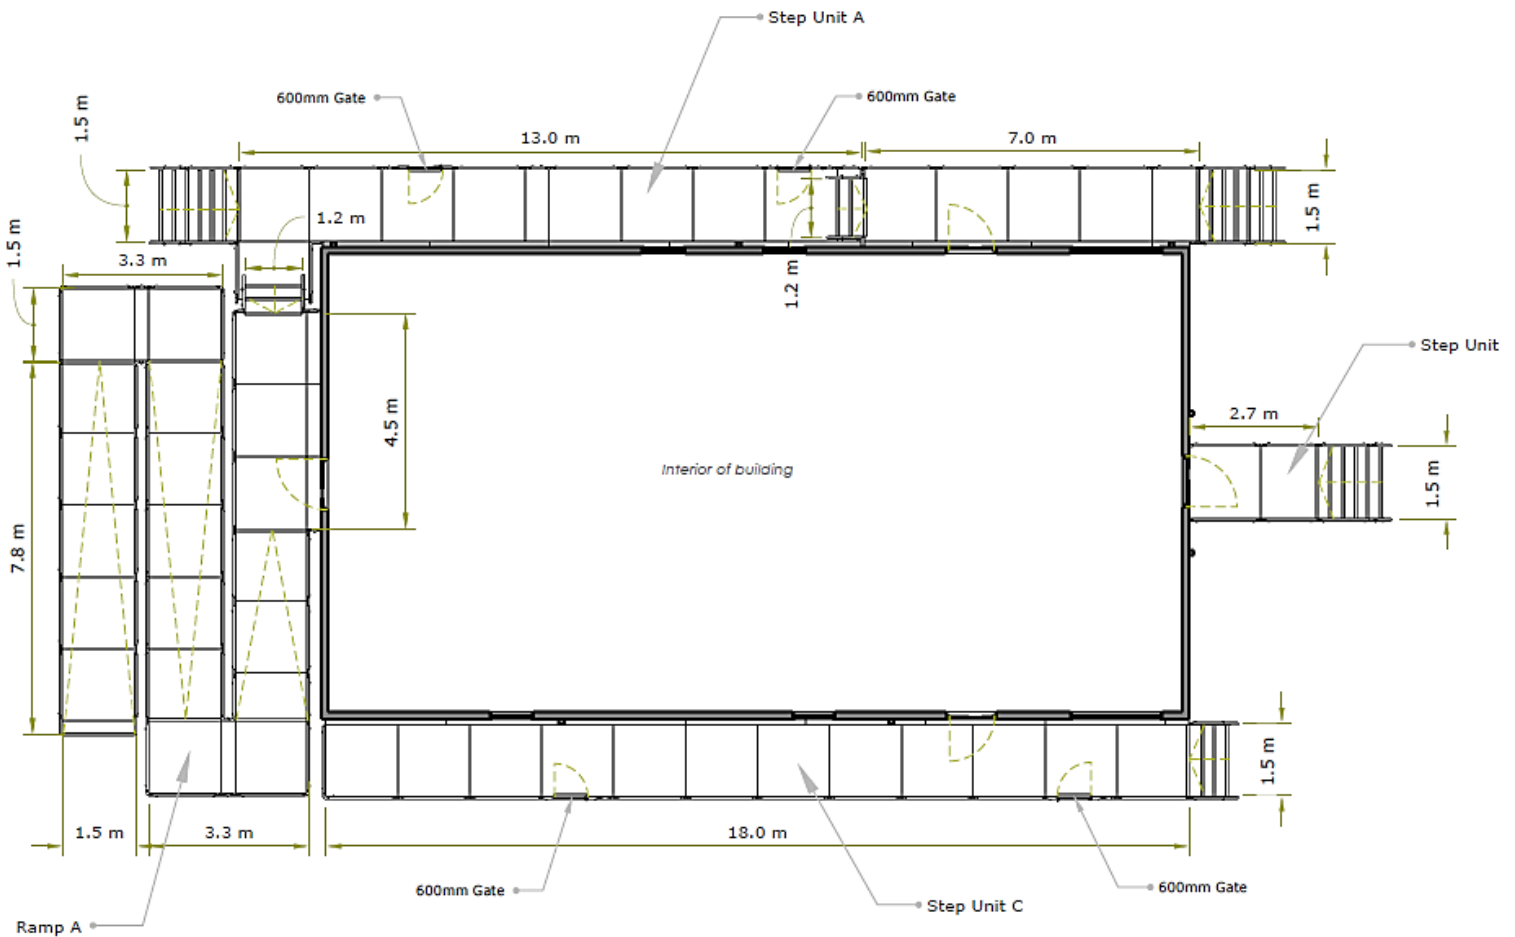 Step Unit A
600mm Gate
600mm Gate
1.5 m
13.0 m
7.0 m
1.5 m
1.2 m
1.5 m
3.3 m
1.2 m
Step Unit
4.5 m
2.7 m
Interior of building
1.5 m
7.8 m
1.5 m
1.5 m
3.3 m
18.0 m
600mm Gate
600mm Gate
Step Unit C
Ramp A